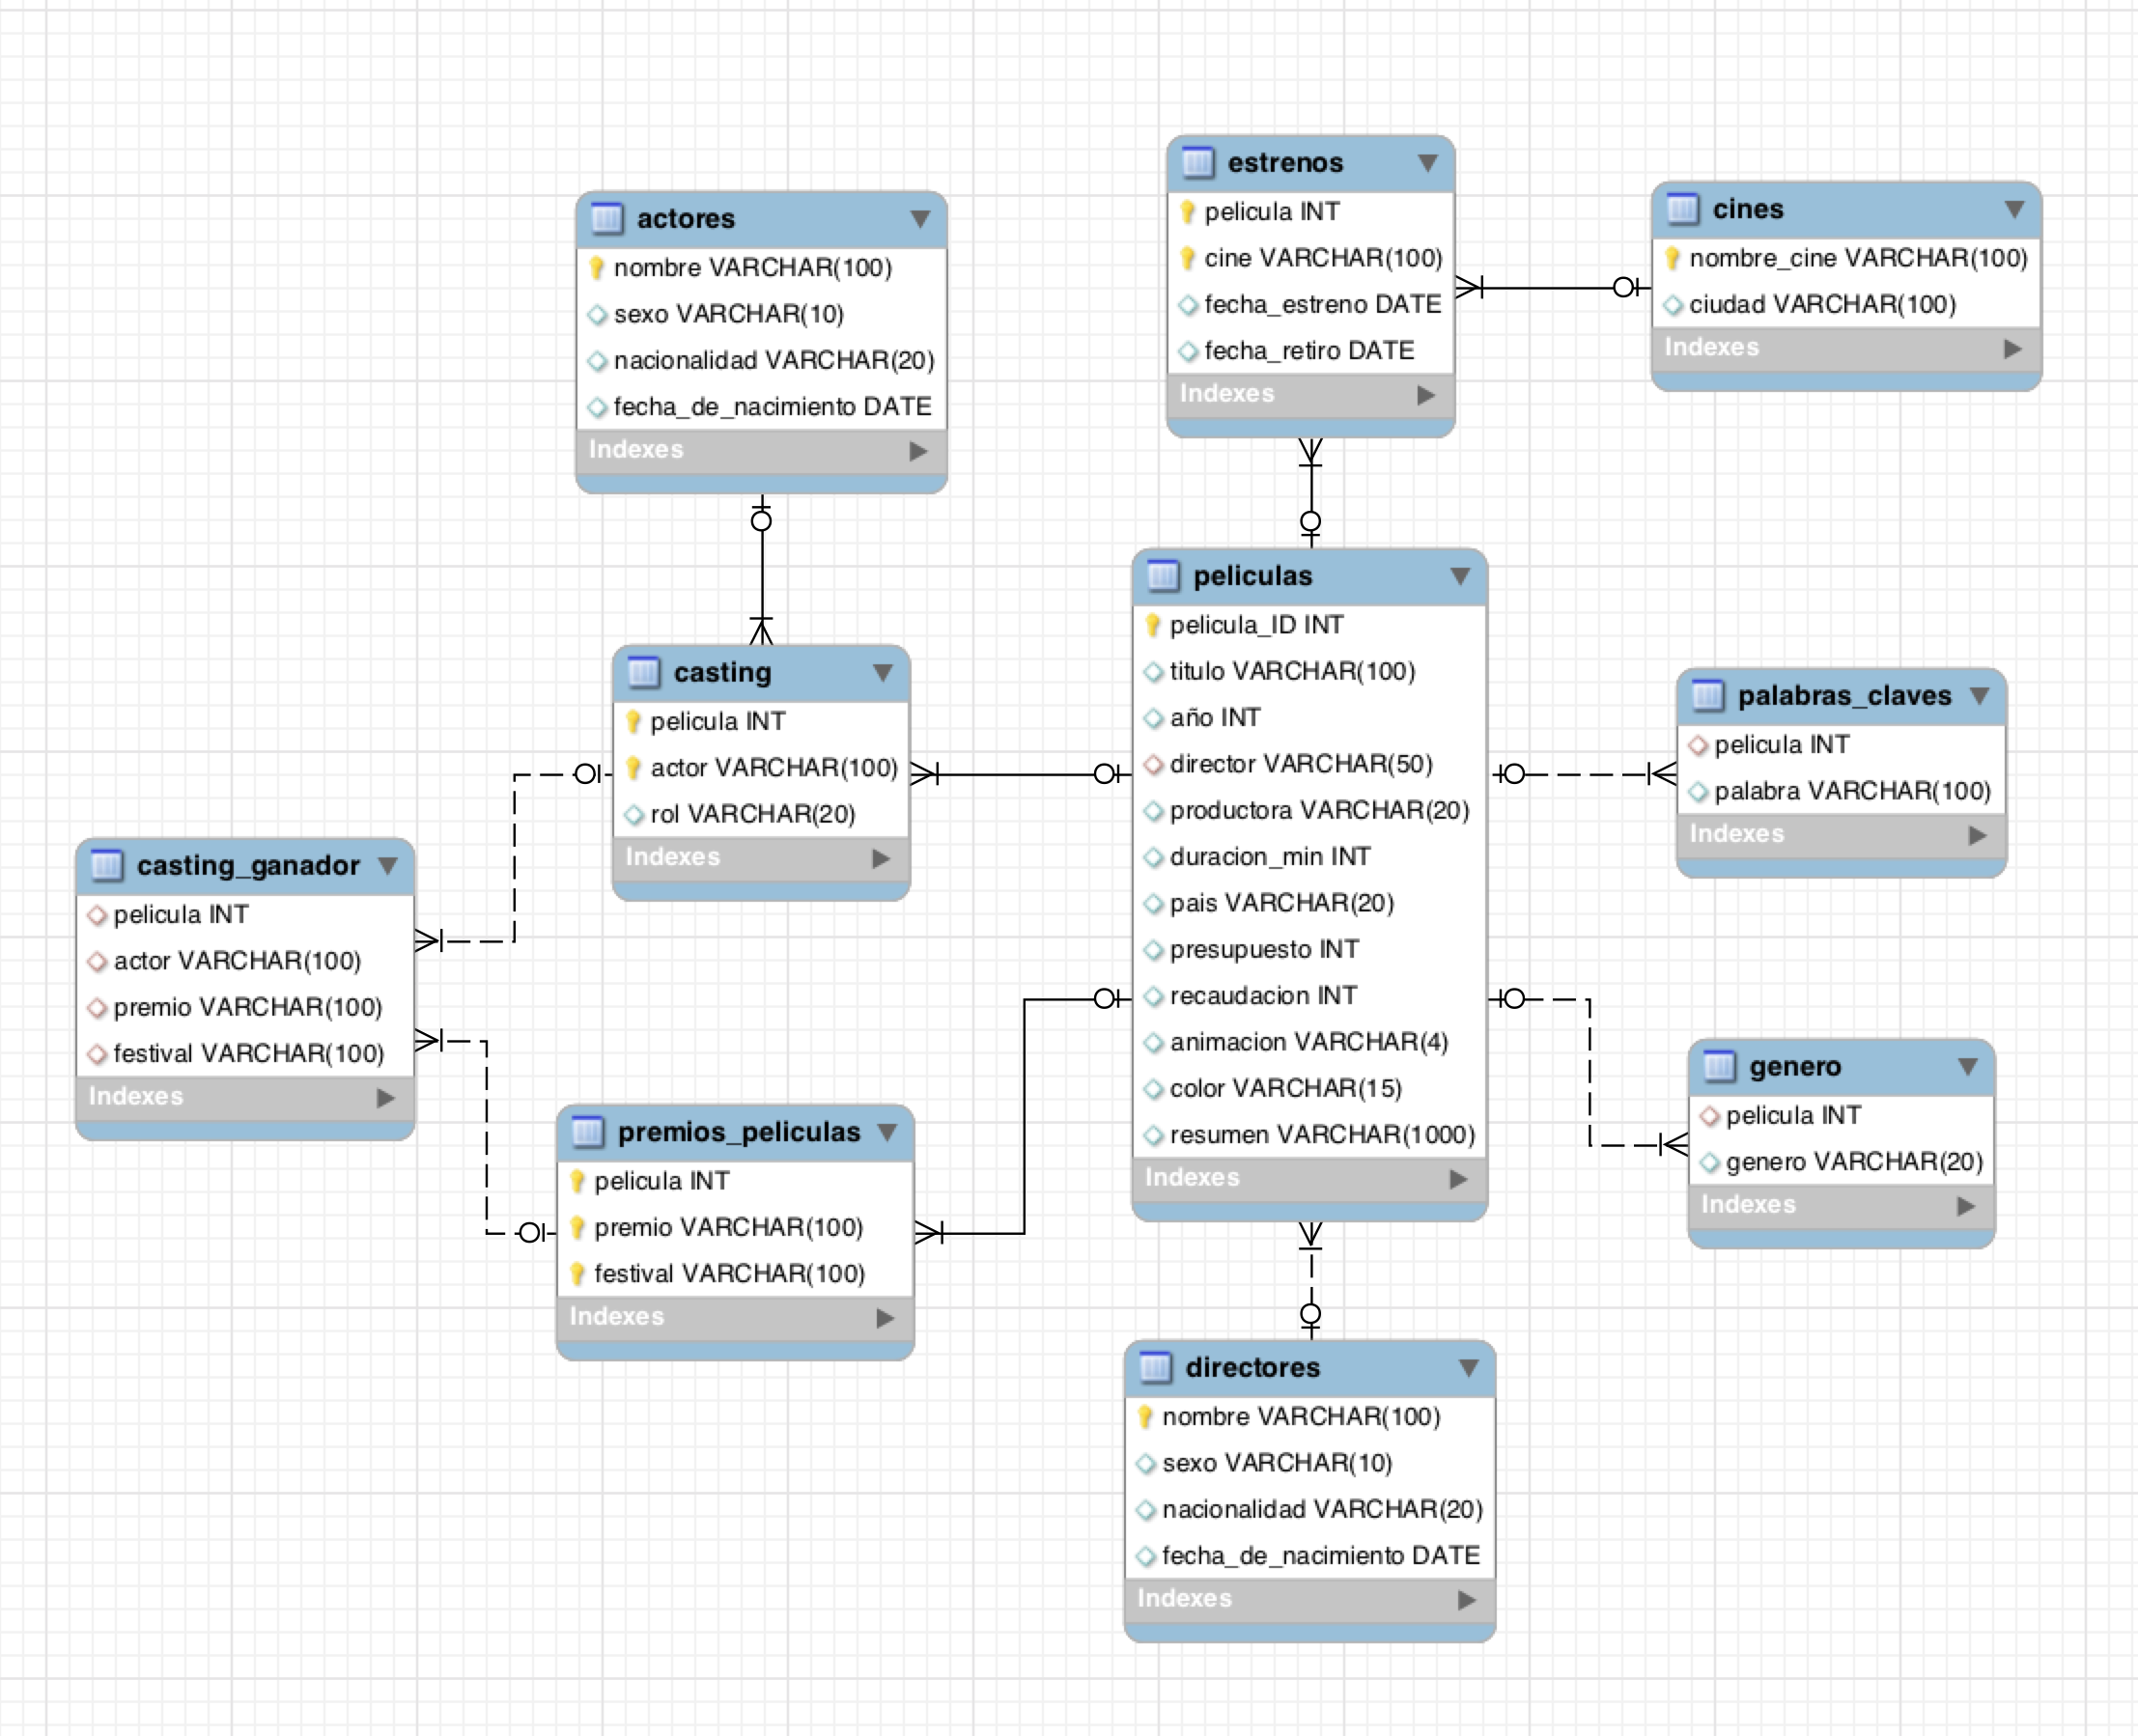 estrenos
pelicula INT
cine VARCHAR(100)
fecha_estreno DATE
fecha_retiro DATE
Indexes
cines
nombre_cine VARCHAR(100)
ciudad VARCHAR(100)
Indexes
actores
nombre VARCHAR(100)
sexo VARCHAR(10)
nacionalidad VARCHAR(20)
fecha_de_nacimiento DATE
Indexes
peliculas
pelicula_ID INT
titulo VARCHAR(100)
año INT
director VARCHAR(50)
productora VARCHAR(20)
duracion_min INT
pais VARCHAR(20)
presupuesto INT
recaudacion INT
animacion VARCHAR(4)
color VARCHAR(15)
resumen VARCHAR(1000)
Indexes
casting
pelicula INT
actor VARCHAR(100)
rol VARCHAR(20)
Indexes
palabras_claves
pelicula INT
palabra VARCHAR(100)
Indexes
casting_ganador
pelicula INT
actor VARCHAR(100)
premio VARCHAR(100)
festival VARCHAR(100)
Indexes
genero
pelicula INT
genero VARCHAR(20)
Indexes
premios_peliculas
pelicula INT
premio VARCHAR(100)
festival VARCHAR(100)
Indexes
directores
nombre VARCHAR(100)
sexo VARCHAR(10)
nacionalidad VARCHAR(20)
fecha_de_nacimiento DATE
Indexes